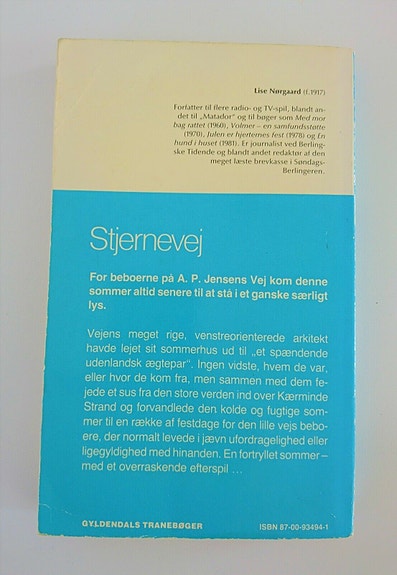 Lise Nørgaard (f.1917)
Forfatter til flere radio- og TV-spil, blandt an-
det til „Matador" og til bøger som Med mor
bag rattet (1960), Volmer – en samfundsstøtte
(1970), Julen er hjerternes fest (1978) og En
hund i huset (1981). Er journalist ved Berling-
ske Tidende og blandt andet redaktør af den
meget læste brevkasse i Søndags-
Berlingeren.
Stjernevej
For beboerne på A. P. Jensens Vej kom denne
sommer altid senere til at stå i et ganske særligt
lys.
Vejens meget rige, venstreorienterede arkitekt
havde lejet sit sommerhus ud til „et spændende
udenlandsk ægtepar". Ingen vidste, hvem de var,
eller hvor de kom fra, men sammen med dem fe-
jede et sus fra den store verden ind over Kærminde
Strand og forvandlede den kolde og fugtige som-
mer til en række af festdage for den lille vejs bebo-
ere, der normalt levede i jævn ufordragelighed eller
ligegyldighed med hinanden. En fortryllet sommer –
med et overraskende efterspil ...
GYLDENDALS TRANEBØGER
ISBN 87-00-93494-1